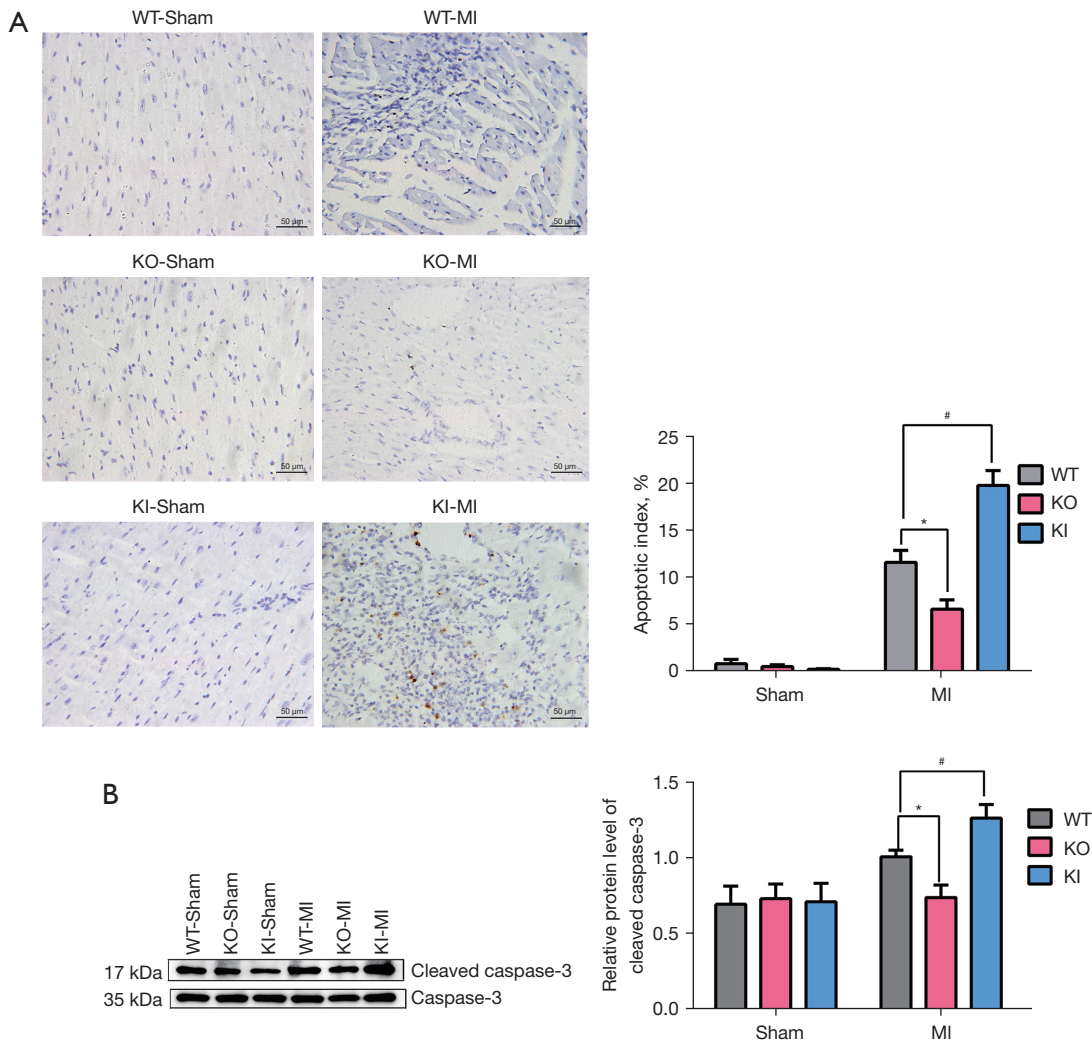 A
WT-Sham
WT-MI
50 µm
50 µm
KO-Sham
KO-MI
50 µm
50 µm
KI-Sham
KI-MI
50 µm
50 µm
Apoptotic index, %
25
20
15
10
5
0
#
*
Sham
MI
WT
KO
KI
B
WT-Sham
KO-Sham
KI-Sham
WT-MI
KO-MI
KI-MI
17 kDa
Cleaved caspase-3
35 kDa
Caspase-3
Relative protein level of
cleaved caspase-3
1.5
1.0
0.5
0.0
#
*
Sham
MI
WT
KO
KI